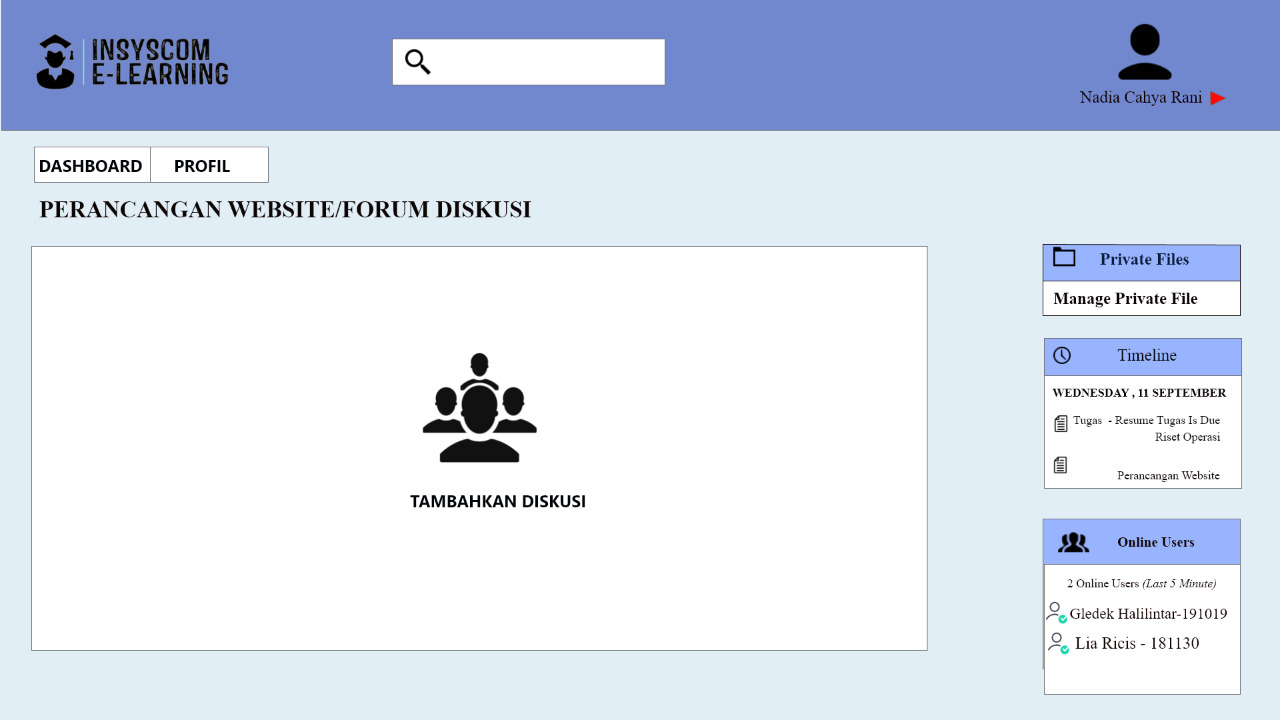 INSYSCOM
E-LEARNING
Nadia Cahya Rani
DASHBOARD
PROFIL
PERANCANGAN WEBSITE/FORUM DISKUSI
TAMBAHKAN DISKUSI
Private Files
Manage Private File
Timeline
WEDNESDAY , 11 SEPTEMBER
Tugas - Resume Tugas Is Due
Riset Operasi
Perancangan Website
Online Users
2 Online Users (Last 5 Minute)
Gledek Halilintar-191019
Lia Ricis - 181130